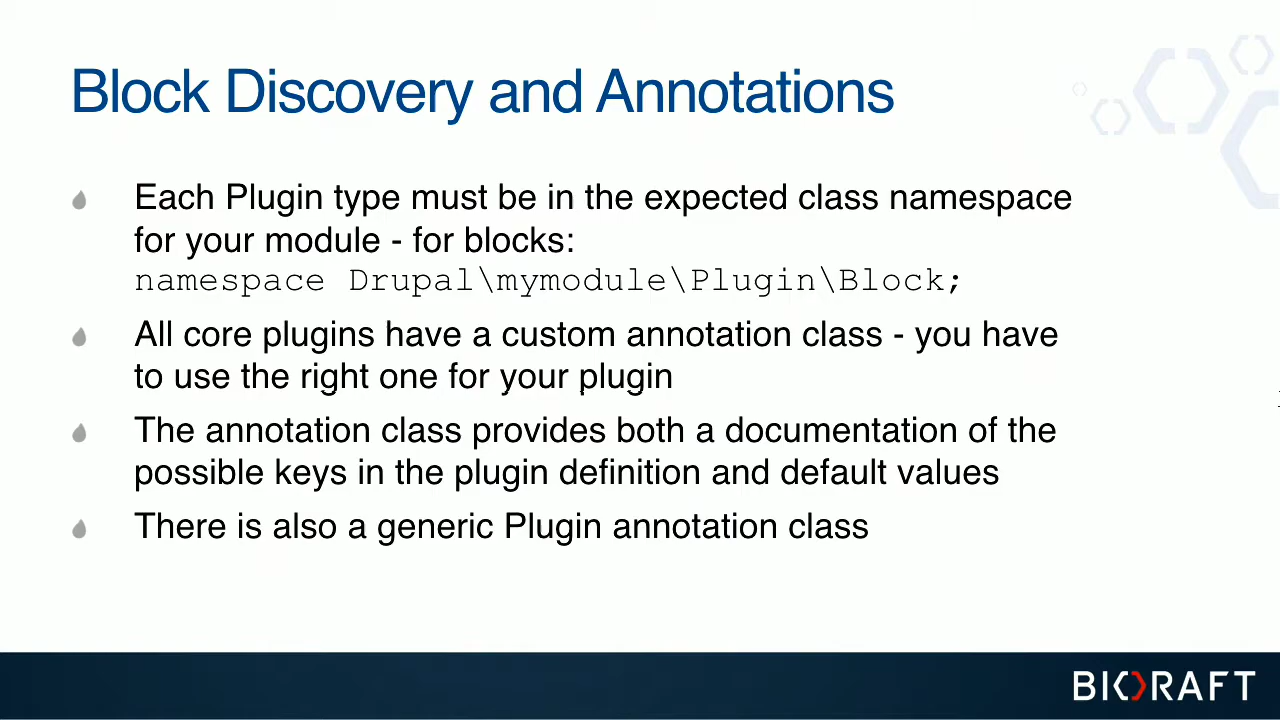 Block Discovery and Annotations
Each Plugin type must be in the expected class namespace
for your module - for blocks:
namespace Drupal\mymodule\Plugin\Block;
All core plugins have a custom annotation class - you have
to use the right one for your plugin
The annotation class provides both a documentation of the
possible keys in the plugin definition and default values
There is also a generic Plugin annotation class
BIORAFT